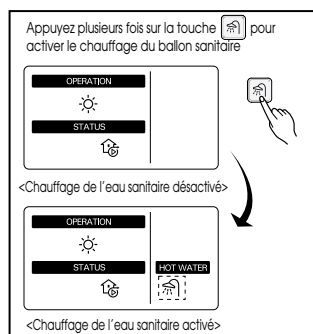 Appuyez plusieurs fois sur la touche pour
activer le chauffage du ballon sanitaire
OPERATION
STATUS
<Chauffage de l'eau sanitaire désactivé>
OPERATION
STATUS HOT WATER
<Chauffage de l'eau sanitaire activé>